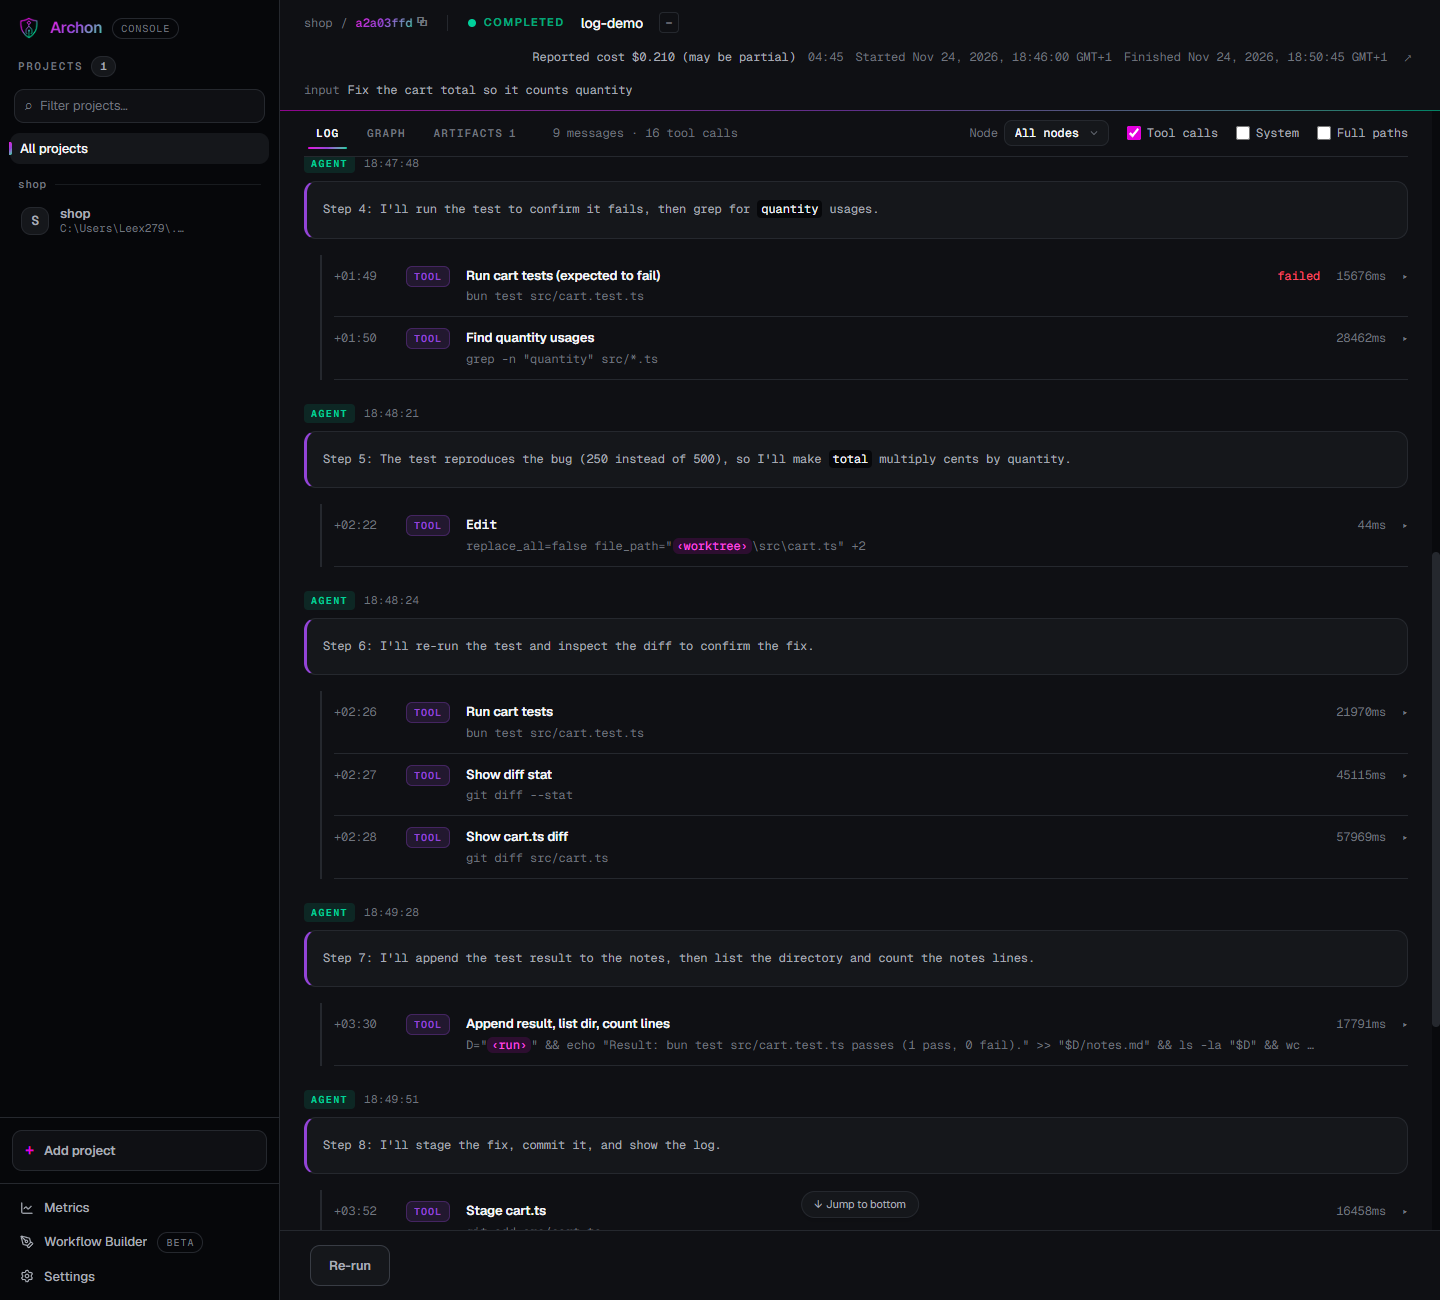 Archon CONSOLE
PROJECTS 1
Filter projects...
All projects
shop
S shop
C:\Users\Leex279\.…
Add project
Metrics
Workflow Builder BETA
Settings
shop / a2a03ffd COMPLETED log-demo
Reported cost $0.210 (may be partial) 04:45 Started Nov 24, 2026, 18:46:00 GMT+1 Finished Nov 24, 2026, 18:50:45 GMT+1 ↗
input Fix the cart total so it counts quantity
LOG GRAPH ARTIFACTS 1 9 messages · 16 tool calls Node All nodes Tool calls System Full paths
AGENT 18:47:48
Step 4: I'll run the test to confirm it fails, then grep for quantity usages.
+01:49 TOOL Run cart tests (expected to fail) failed 15676ms
bun test src/cart.test.ts
+01:50 TOOL Find quantity usages 28462ms
grep -n "quantity" src/*.ts
AGENT 18:48:21
Step 5: The test reproduces the bug (250 instead of 500), so I'll make total multiply cents by quantity.
+02:22 TOOL Edit 44ms
replace_all=false file_path="‹worktree›\src\cart.ts" +2
AGENT 18:48:24
Step 6: I'll re-run the test and inspect the diff to confirm the fix.
+02:26 TOOL Run cart tests 21970ms
bun test src/cart.test.ts
+02:27 TOOL Show diff stat 45115ms
git diff --stat
+02:28 TOOL Show cart.ts diff 57969ms
git diff src/cart.ts
AGENT 18:49:28
Step 7: I'll append the test result to the notes, then list the directory and count the notes lines.
+03:30 TOOL Append result, list dir, count lines 17791ms
D="‹run›" && echo "Result: bun test src/cart.test.ts passes (1 pass, 0 fail)." >> "$D/notes.md" && ls -la "$D" && wc …
AGENT 18:49:51
Step 8: I'll stage the fix, commit it, and show the log.
+03:52 TOOL Stage cart.ts 16458ms
↓ Jump to bottom
Re-run